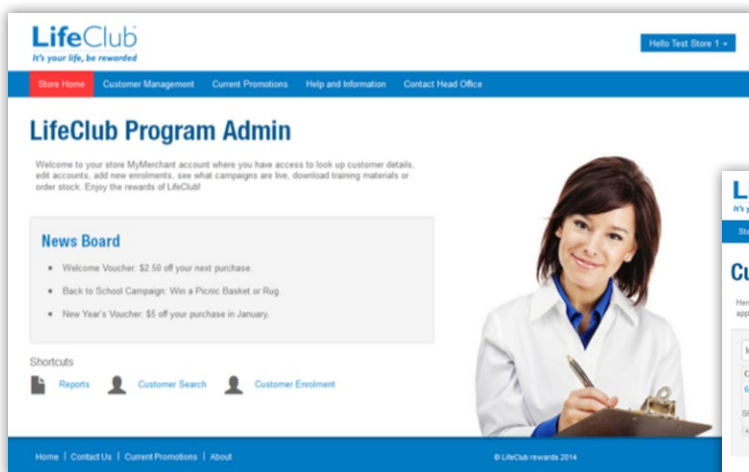 LifeClub
It's your life, be rewarded
Hello Test Store 1
Store Home Customer Management Current Promotions Help and Information Contact Head Office
LifeClub Program Admin
Welcome to your store MyMerchant account where you have access to look up customer details,
edit accounts, add new enrolments, see what campaigns are live, download training materials or
order stock. Enjoy the rewards of LifeClub!
News Board
Welcome Voucher: $2.50 off your next purchase.
Back to School Campaign: Win a Picnic Basket or Rug.
New Year's Voucher: $5 off your purchase in January.
Shortcuts
Reports Customer Search Customer Enrolment
Home | Contact Us | Current Promotions | About
© LifeClub rewards 2014